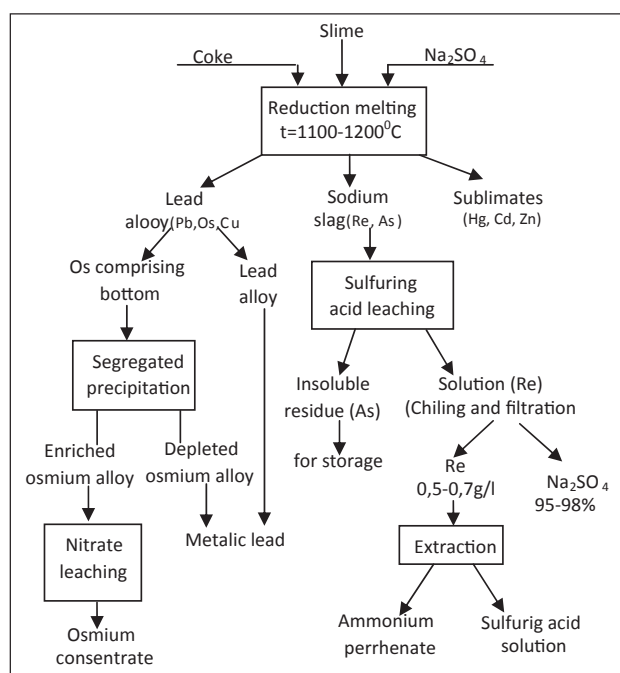 Slime
Coke
Na₂SO₄
Reduction melting
t=1100-1200⁰C
Lead
alooy(Pb,Os,Cu
Sodium
slag(Re, As)
Sublimates
(Hg, Cd, Zn)
Os comprising
bottom
Lead
alloy
Sulfuring
acid leaching
Segregated
precipitation
Insoluble
residue (As)
Solution (Re)
(Chiling and filtration
Enriched
osmium alloy
Depleted
osmium alloy
for storage
Re
0,5-0,7g/l
Na₂SO₄
95-98%
Nitrate
leaching
Metalic lead
Extraction
Osmium
consentrate
Ammonium
perrhenate
Sulfurig acid
solution